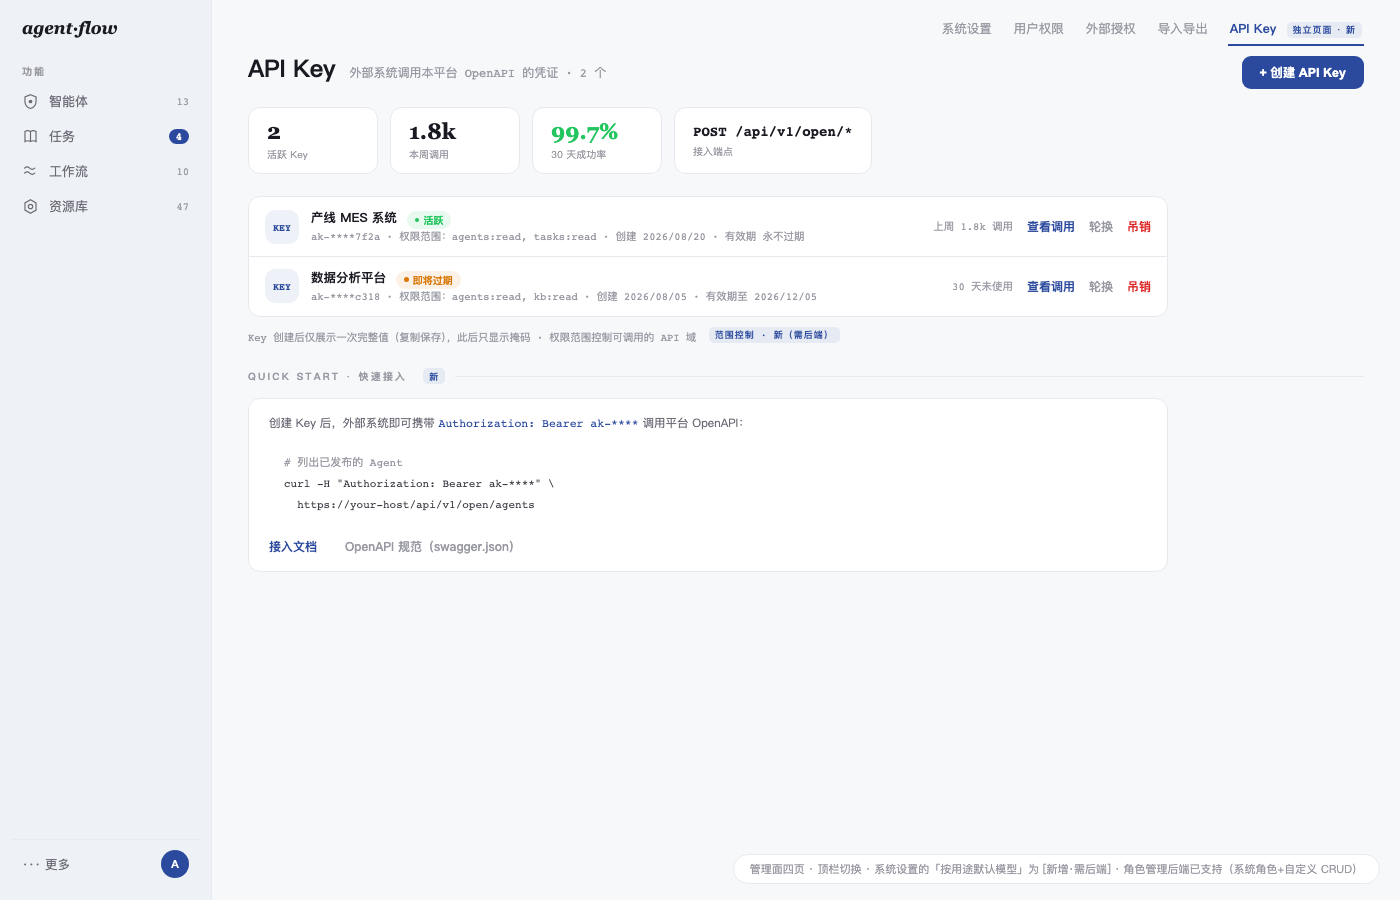 agent·flow
功能
智能体 13
任务 4
工作流 10
资源库 47
··· 更多 A
系统设置 用户权限 外部授权 导入导出 API Key 独立页面 · 新
API Key 外部系统调用本平台 OpenAPI 的凭证 · 2 个
+ 创建 API Key
2
活跃 Key
1.8k
本周调用
99.7%
30 天成功率
POST /api/v1/open/*
接入端点
KEY
产线 MES 系统 活跃
ak-****7f2a · 权限范围: agents:read, tasks:read · 创建 2026/08/20 · 有效期 永不过期
上周 1.8k 调用 查看调用 轮换 吊销
KEY
数据分析平台 即将过期
ak-****c318 · 权限范围: agents:read, kb:read · 创建 2026/08/05 · 有效期至 2026/12/05
30 天未使用 查看调用 轮换 吊销
Key 创建后仅展示一次完整值（复制保存），此后只显示掩码 · 权限范围控制可调用的 API 域 范围控制 · 新（需后端）
QUICK START · 快速接入 新
创建 Key 后，外部系统即可携带 Authorization: Bearer ak-**** 调用平台 OpenAPI：
# 列出已发布的 Agent
curl -H "Authorization: Bearer ak-****" \
https://your-host/api/v1/open/agents
接入文档 OpenAPI 规范（swagger.json）
管理面四页 · 顶栏切换 · 系统设置的「按用途默认模型」为 [新增·需后端] · 角色管理后端已支持（系统角色+自定义 CRUD）